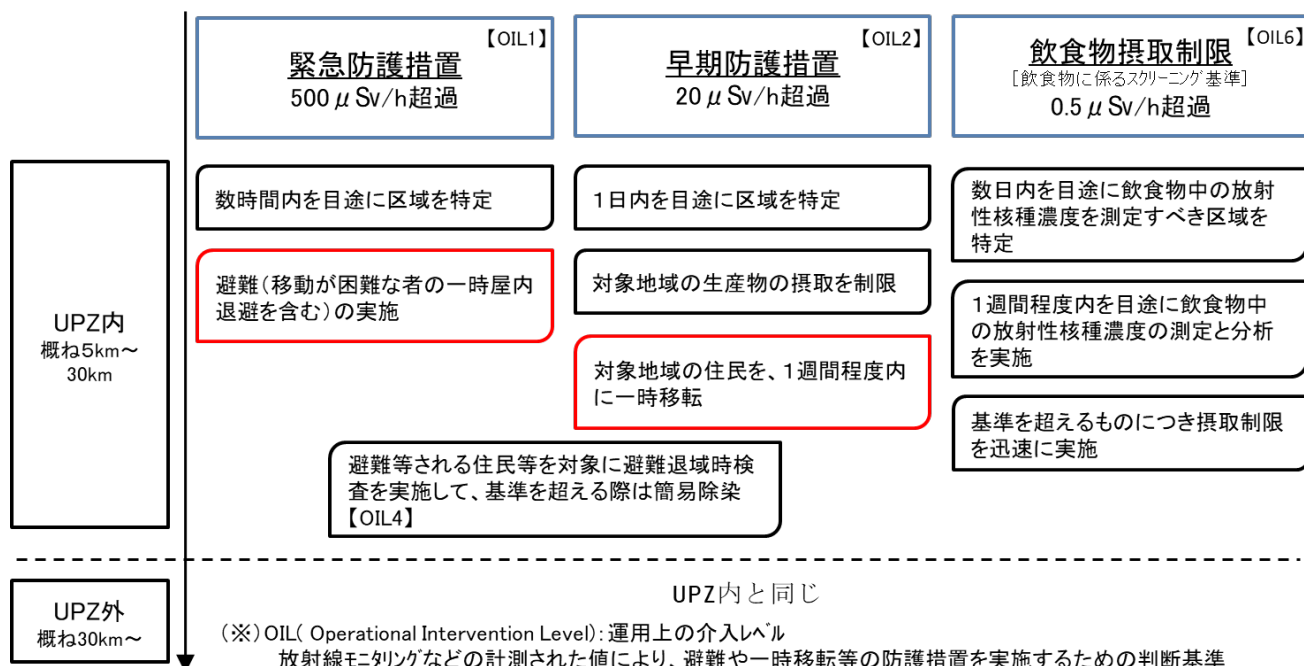 【OIL1】
緊急防護措置
500μSv/h超過
【OIL2】
早期防護措置
20μSv/h超過
【OIL6】
飲食物摂取制限
[飲食物に係るスクリーニング基準]
0.5μSv/h超過
UPZ内
概ね5km～
30km
数時間内を目途に区域を特定
避難(移動が困難な者の一時屋内
退避を含む)の実施
1日内を目途に区域を特定
対象地域の生産物の摂取を制限
対象地域の住民を、1週間程度内
に一時移転
数日内を目途に飲食物中の放射
性核種濃度を測定すべき区域を
特定
1週間程度内を目途に飲食物中
の放射性核種濃度の測定と分析
を実施
基準を超えるものにつき摂取制限
を迅速に実施
避難等される住民等を対象に避難退域時検
査を実施して、基準を超える際は簡易除染
【OIL4】
UPZ外
概ね30km～
UPZ内と同じ
(※)OIL( Operational Intervention Level):運用上の介入レベル
放射線モニタリングなどの計測された値により、避難や一時移転等の防護措置を実施するための判断基準